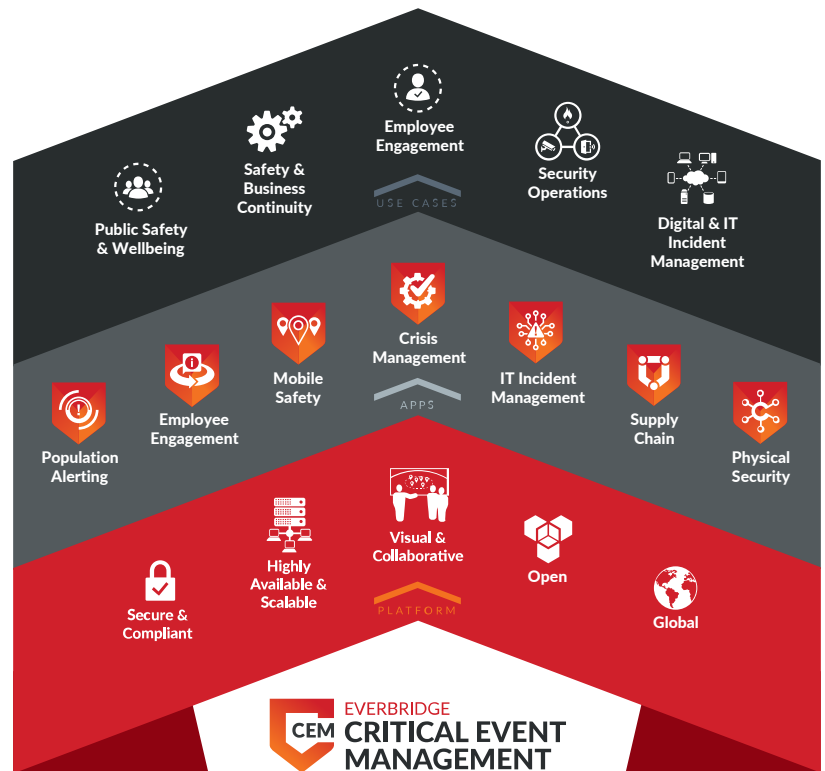 Employee
Engagement
Safety &
Business
Continuity
Security
Operations
Public Safety
& Wellbeing
USE CASES
Digital & IT
Incident
Management
Crisis
Management
Mobile
Safety
IT Incident
Management
Employee
Engagement
APPS
Supply
Chain
Population
Alerting
Physical
Security
Visual &
Collaborative
Highly
Available &
Scalable
Open
Secure &
Compliant
PLATFORM
Global
EVERBRIDGE
CEM CRITICAL EVENT
MANAGEMENT